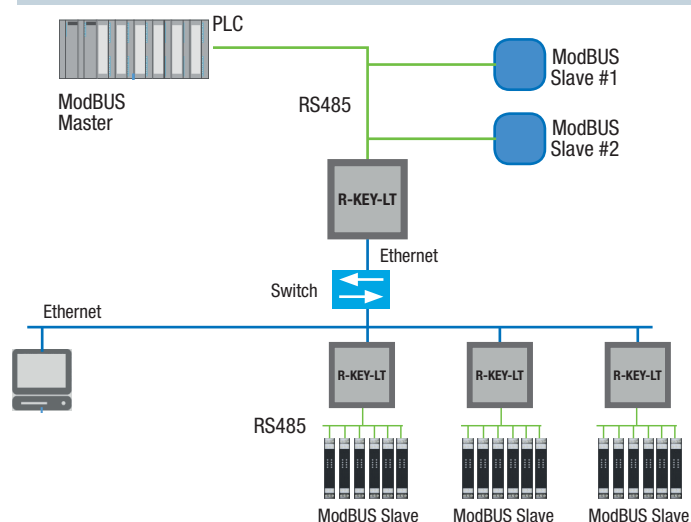 PLC
ModBUS
Master
RS485
ModBUS
Slave #1
ModBUS
Slave #2
R-KEY-LT
Ethernet
Switch
Ethernet
R-KEY-LT
R-KEY-LT
R-KEY-LT
RS485
ModBUS Slave
ModBUS Slave
ModBUS Slave